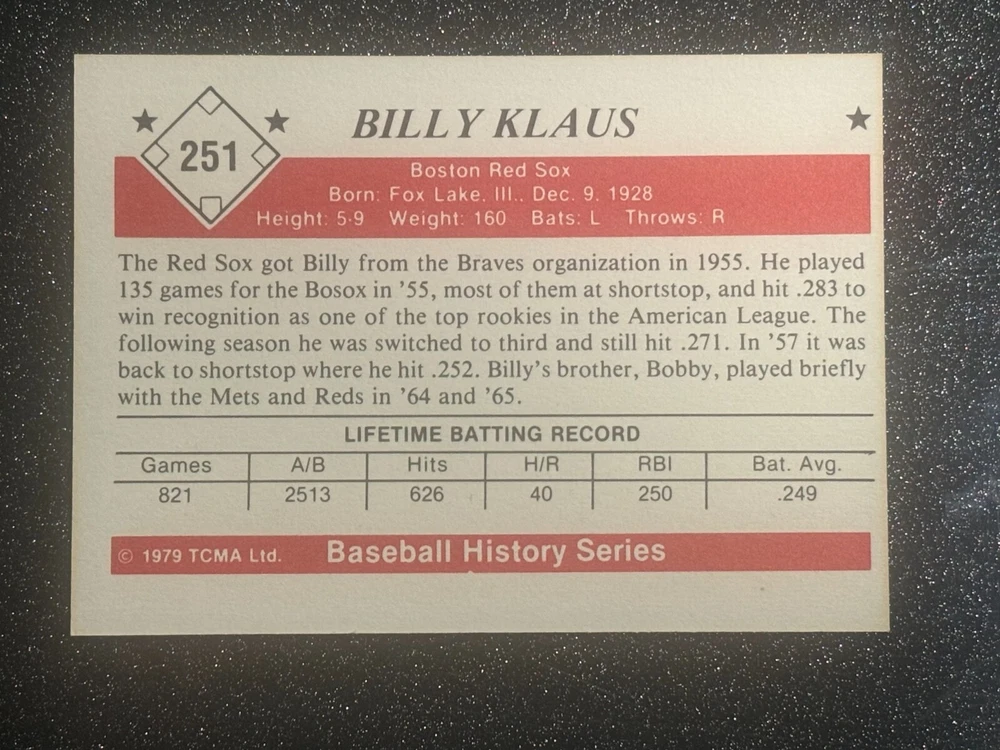 251
BILLY KLAUS
Boston Red Sox
Born: Fox Lake, Ill., Dec. 9, 1928
Height: 5-9 Weight: 160 Bats: L Throws: R
The Red Sox got Billy from the Braves organization in 1955. He played
135 games for the Bosox in ’55, most of them at shortstop, and hit .283 to
win recognition as one of the top rookies in the American League. The
following season he was switched to third and still hit .271. In ’57 it was
back to shortstop where he hit .252. Billy’s brother, Bobby, played briefly
with the Mets and Reds in ’64 and ’65.
LIFETIME BATTING RECORD
Games A/B Hits H/R RBI Bat. Avg.
821 2513 626 40 250 .249
© 1979 TCMA Ltd. Baseball History Series